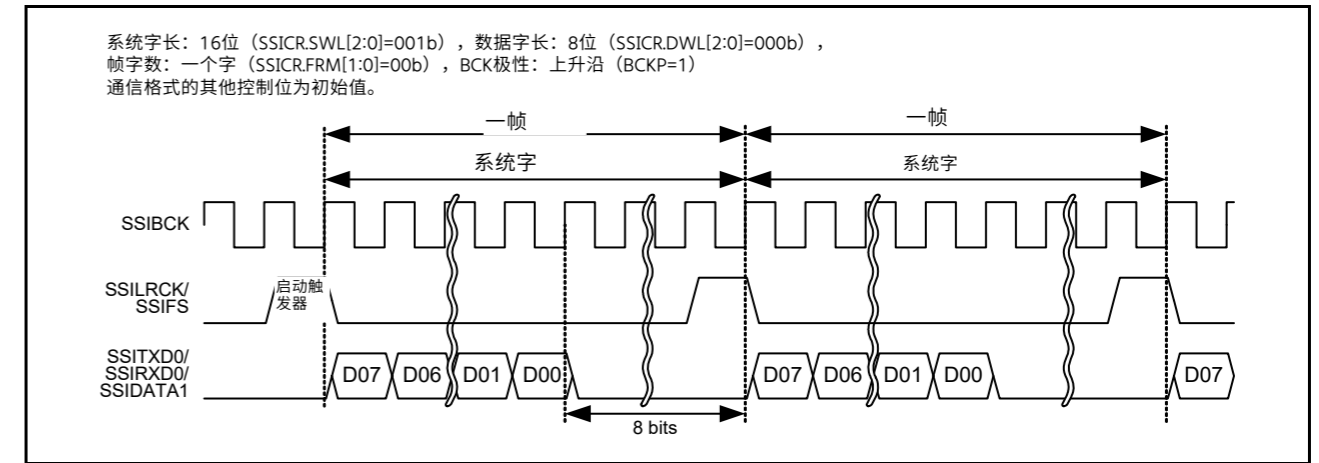 系统字长：16位（SSICR.SWL[2:0]=001b），数据字长：8位（SSICR.DWL[2:0]=000b），
帧字数：一个字（SSICR.FRM[1:0]=00b），BCK极性：上升沿（BCKP=1）
通信格式的其他控制位为初始值。
一帧 一帧
系统字 系统字
SSIBCK
SSILRCK/
SSIFS
启动触
发器
SSITXD0/
SSIRXD0/
SSIDATA1
D07 D06 D01 D00 D07 D06 D01 D00 D07
8 bits